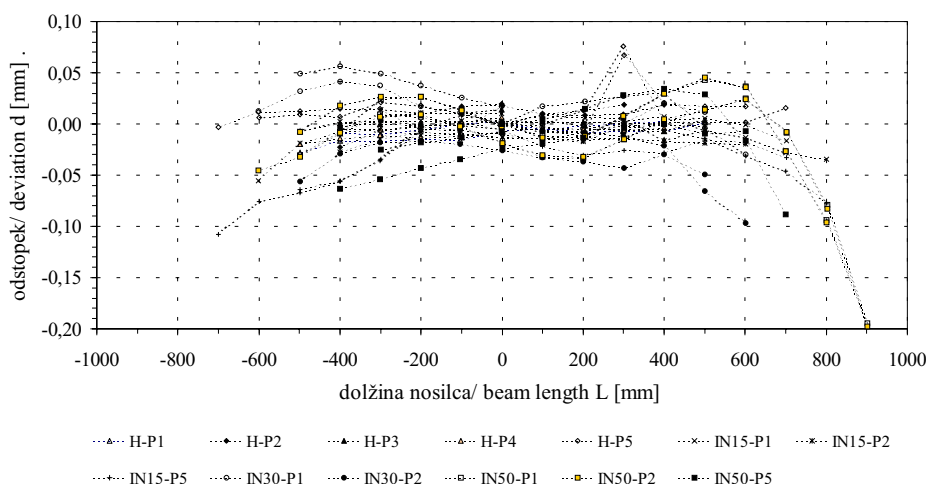 0,10
0,05
0,00
-0,05
-0,10
-0,15
-0,20
odstopek/ deviation d [mm] .
-1000 -800 -600 -400 -200 0 200 400 600 800 1000
dolžina nosilca/ beam length L [mm]
H-P1 H-P2 H-P3 H-P4 H-P5 IN15-P1 IN15-P2
IN15-P5 IN30-P1 IN30-P2 IN50-P1 IN50-P2 IN50-P5